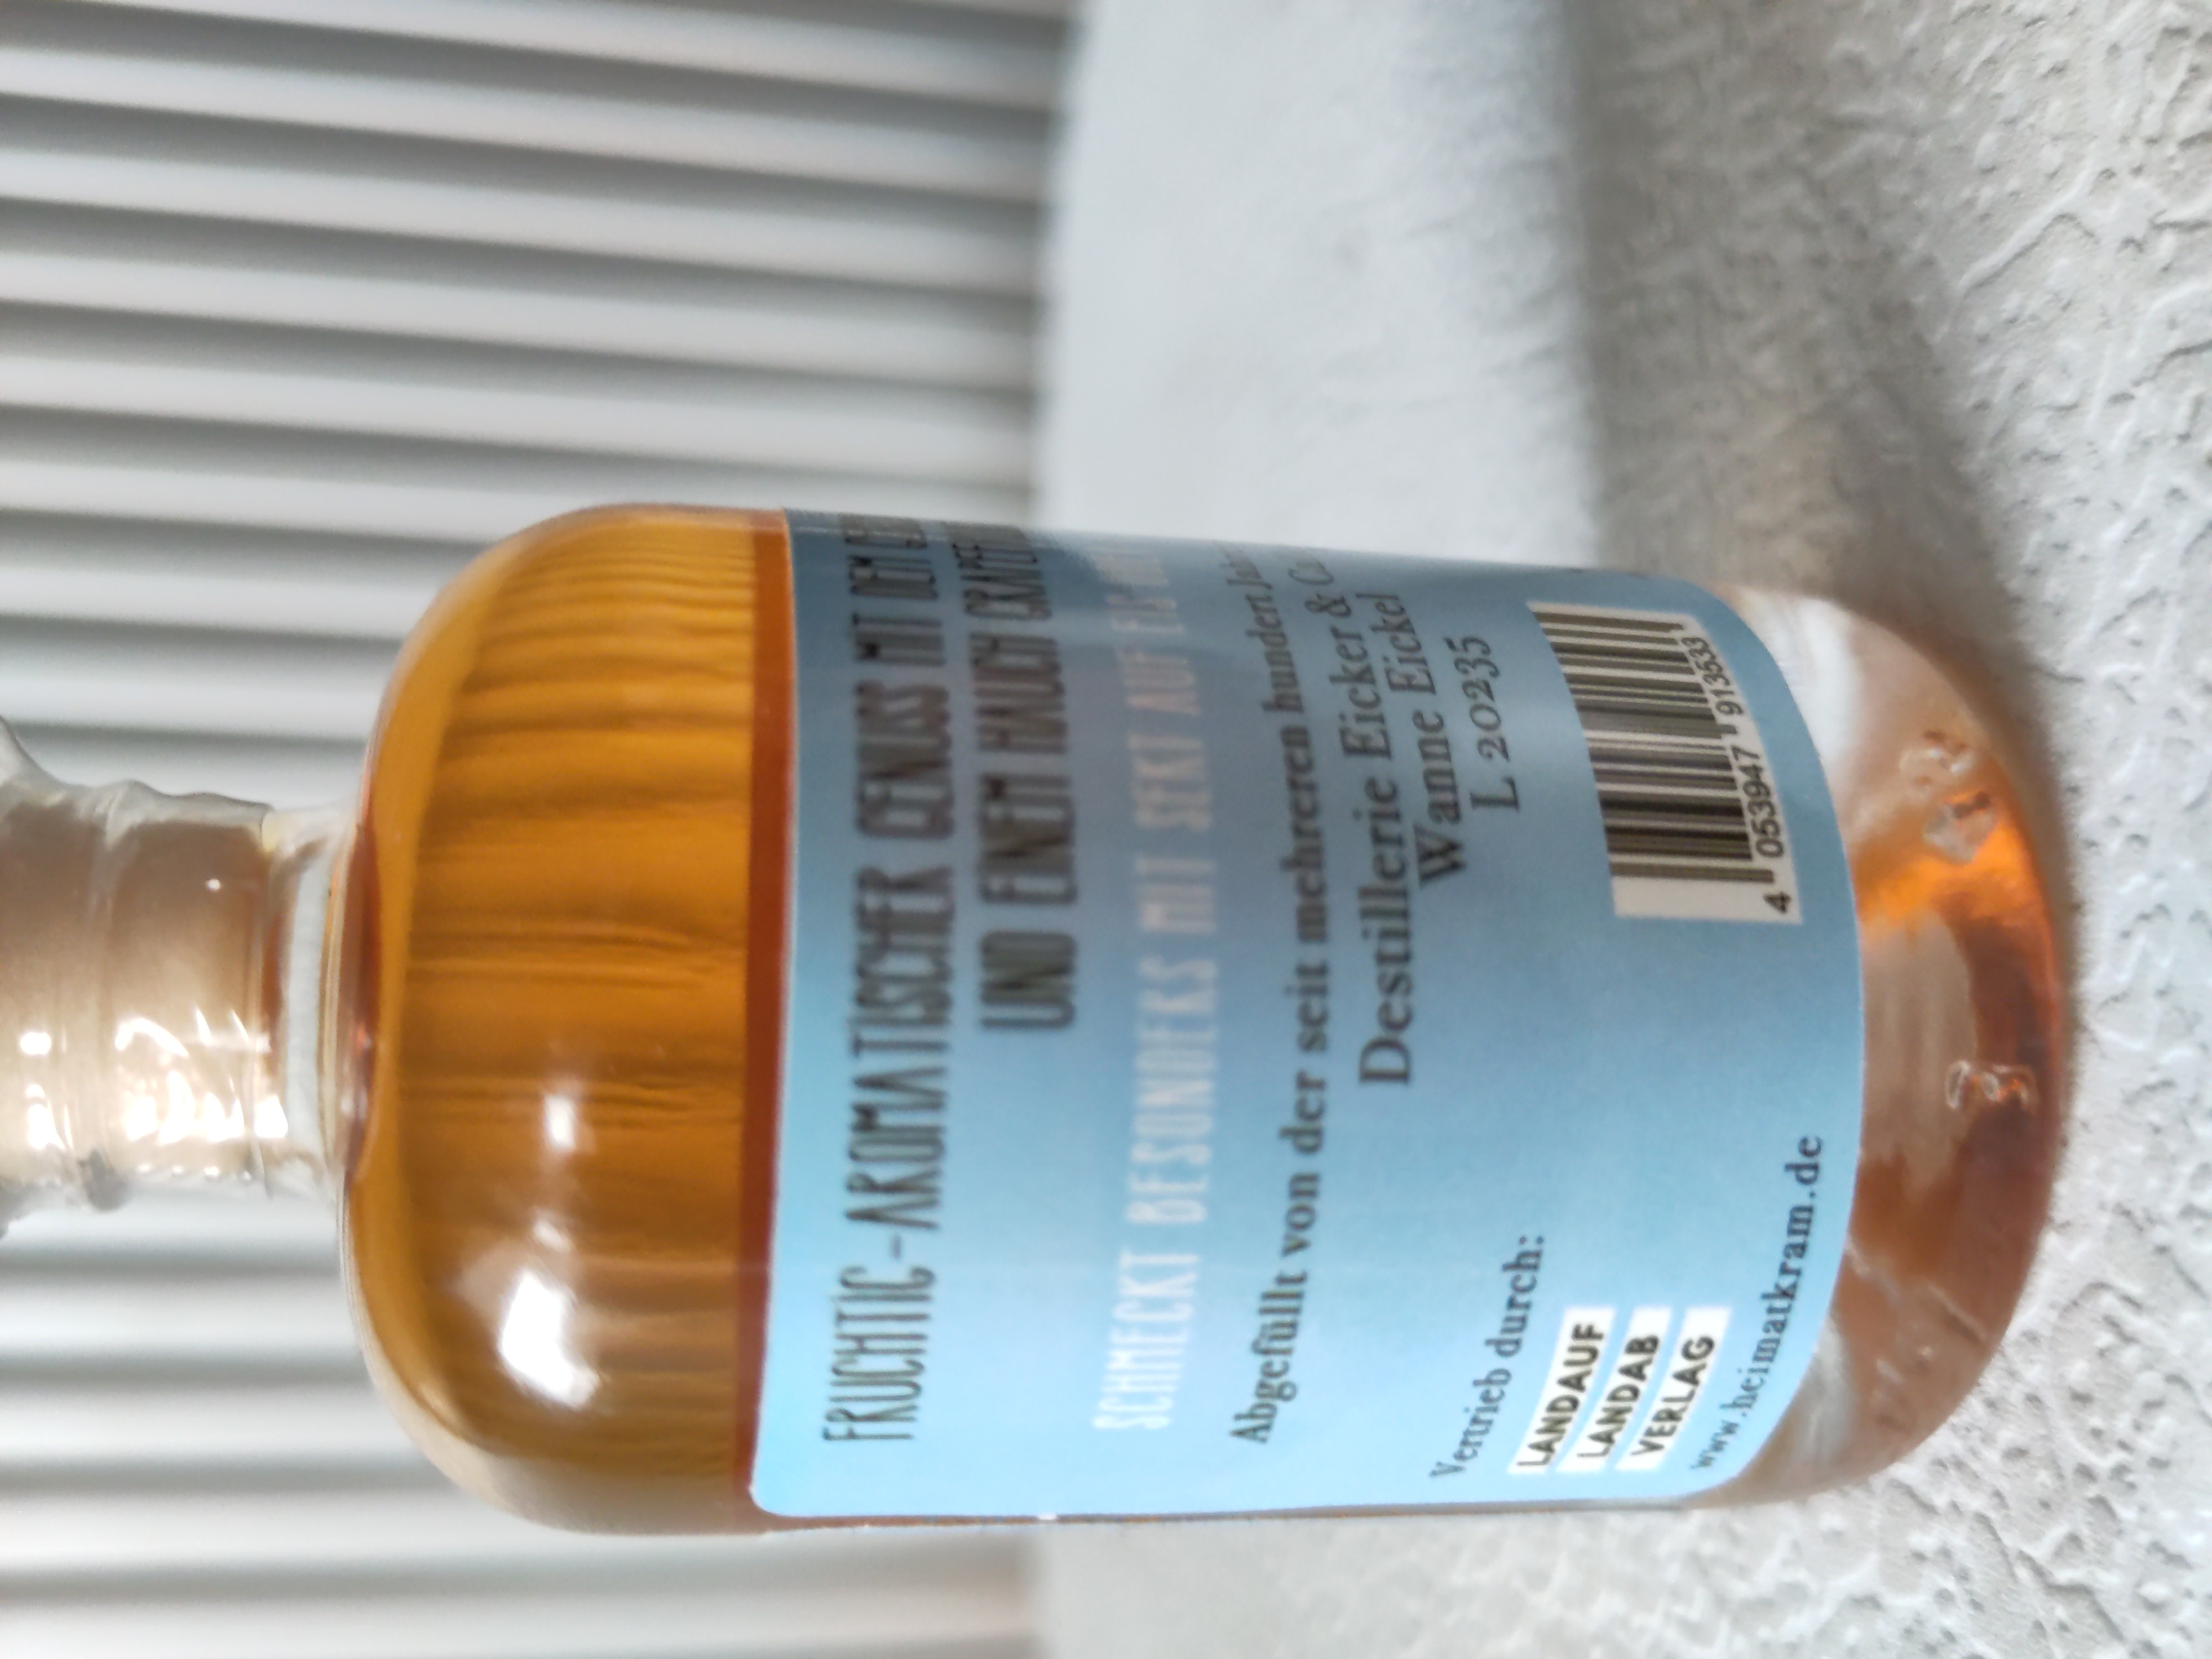 FRUCHTIG-AROMATISCHER GENUSS MIT DEM
UND EINEM HAUCH
SCHMECKT BESONDERS MIT SEKT AUF EIS
Abgefüllt von der seit mehreren hundert
Destillerie Eicker &
Wanne Eickel
L 20235
4 053947 913533
Vertrieb durch:
LANDAUF
LANDAB
VERLAG
www.heimatkram.de